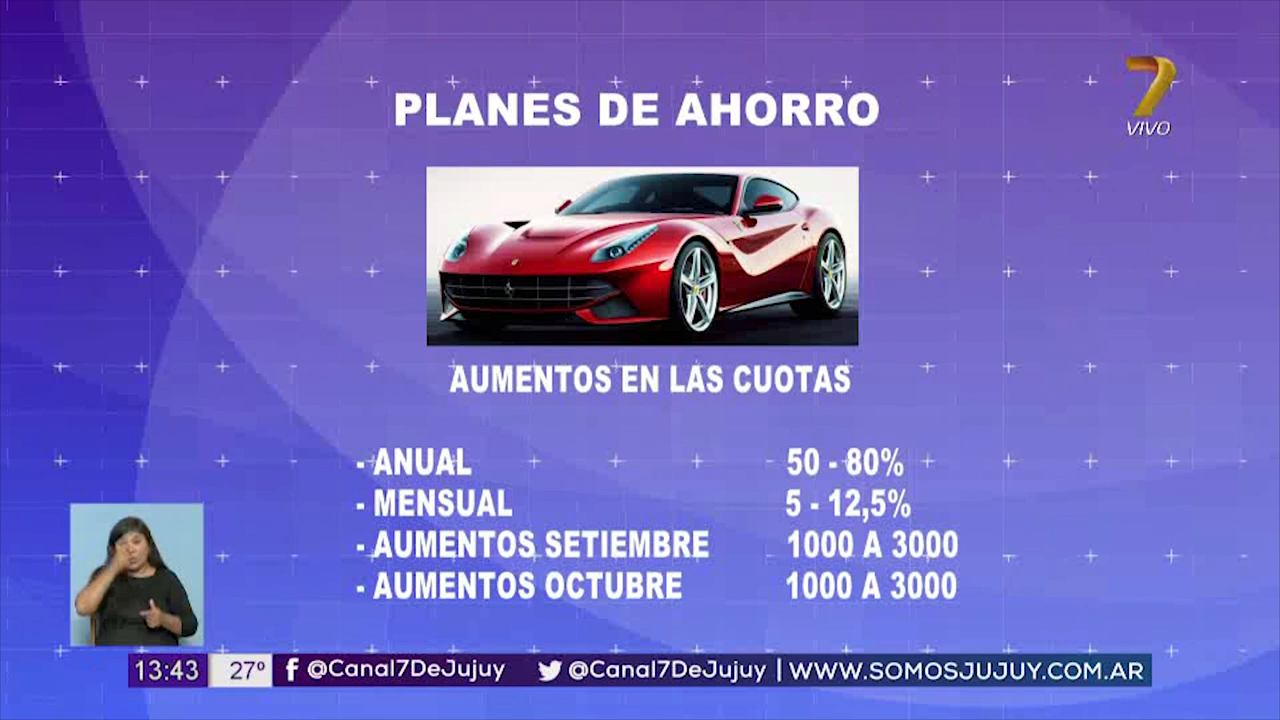 PLANES DE AHORRO
7
VIVO
AUMENTOS EN LAS CUOTAS
- ANUAL 50 - 80%
- MENSUAL 5 - 12,5%
- AUMENTOS SETIEMBRE 1000 A 3000
- AUMENTOS OCTUBRE 1000 A 3000
13:43 27º f @Canal7DeJujuy @Canal7DeJujuy | WWW.SOMOSJUJUY.COM.AR